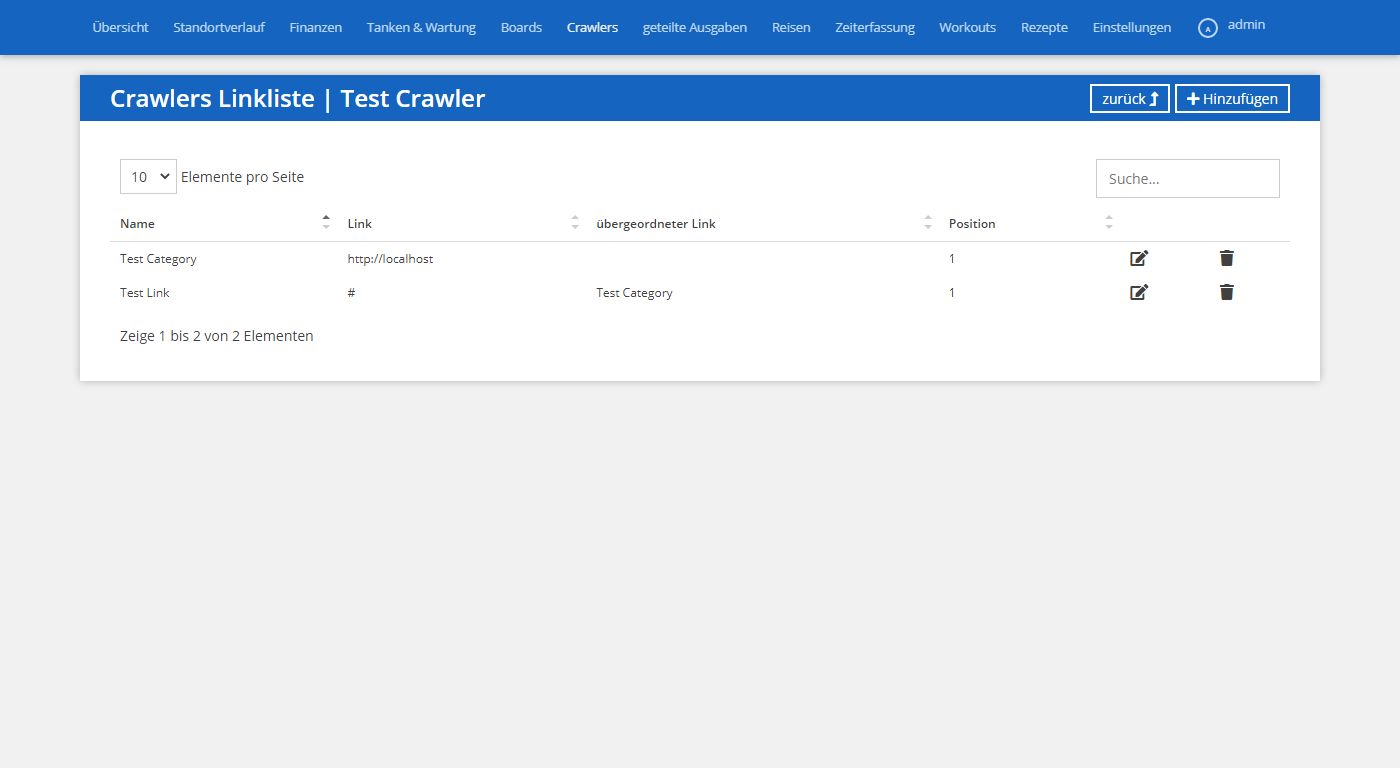 Übersicht Standortverlauf Finanzen Tanken & Wartung Boards Crawlers geteilte Ausgaben Reisen Zeiterfassung Workouts Rezepte Einstellungen A admin
Crawlers Linkliste | Test Crawler zurück Hinzufügen
10 Elemente pro Seite Suche...
Name Link übergeordneter Link Position
Test Category http://localhost 1
Test Link # Test Category 1
Zeige 1 bis 2 von 2 Elementen